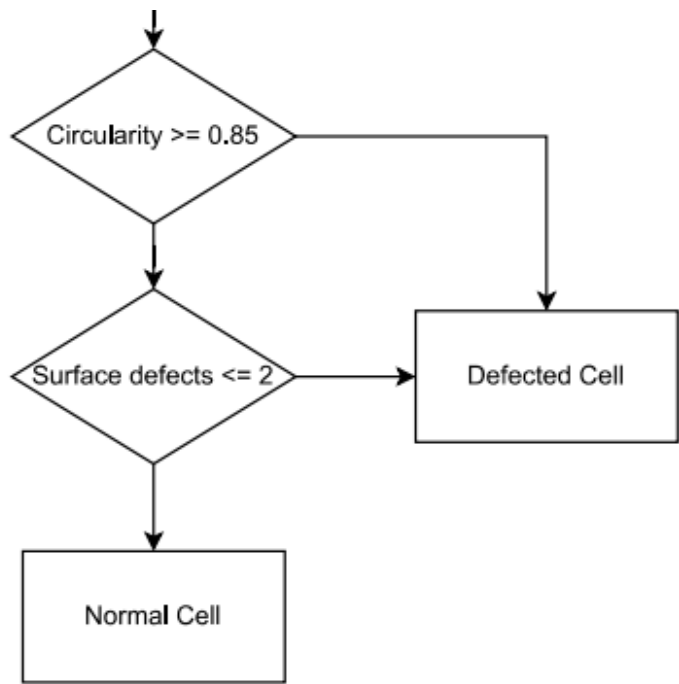 Circularity >= 0.85
Surface defects <= 2
Defected Cell
Normal Cell